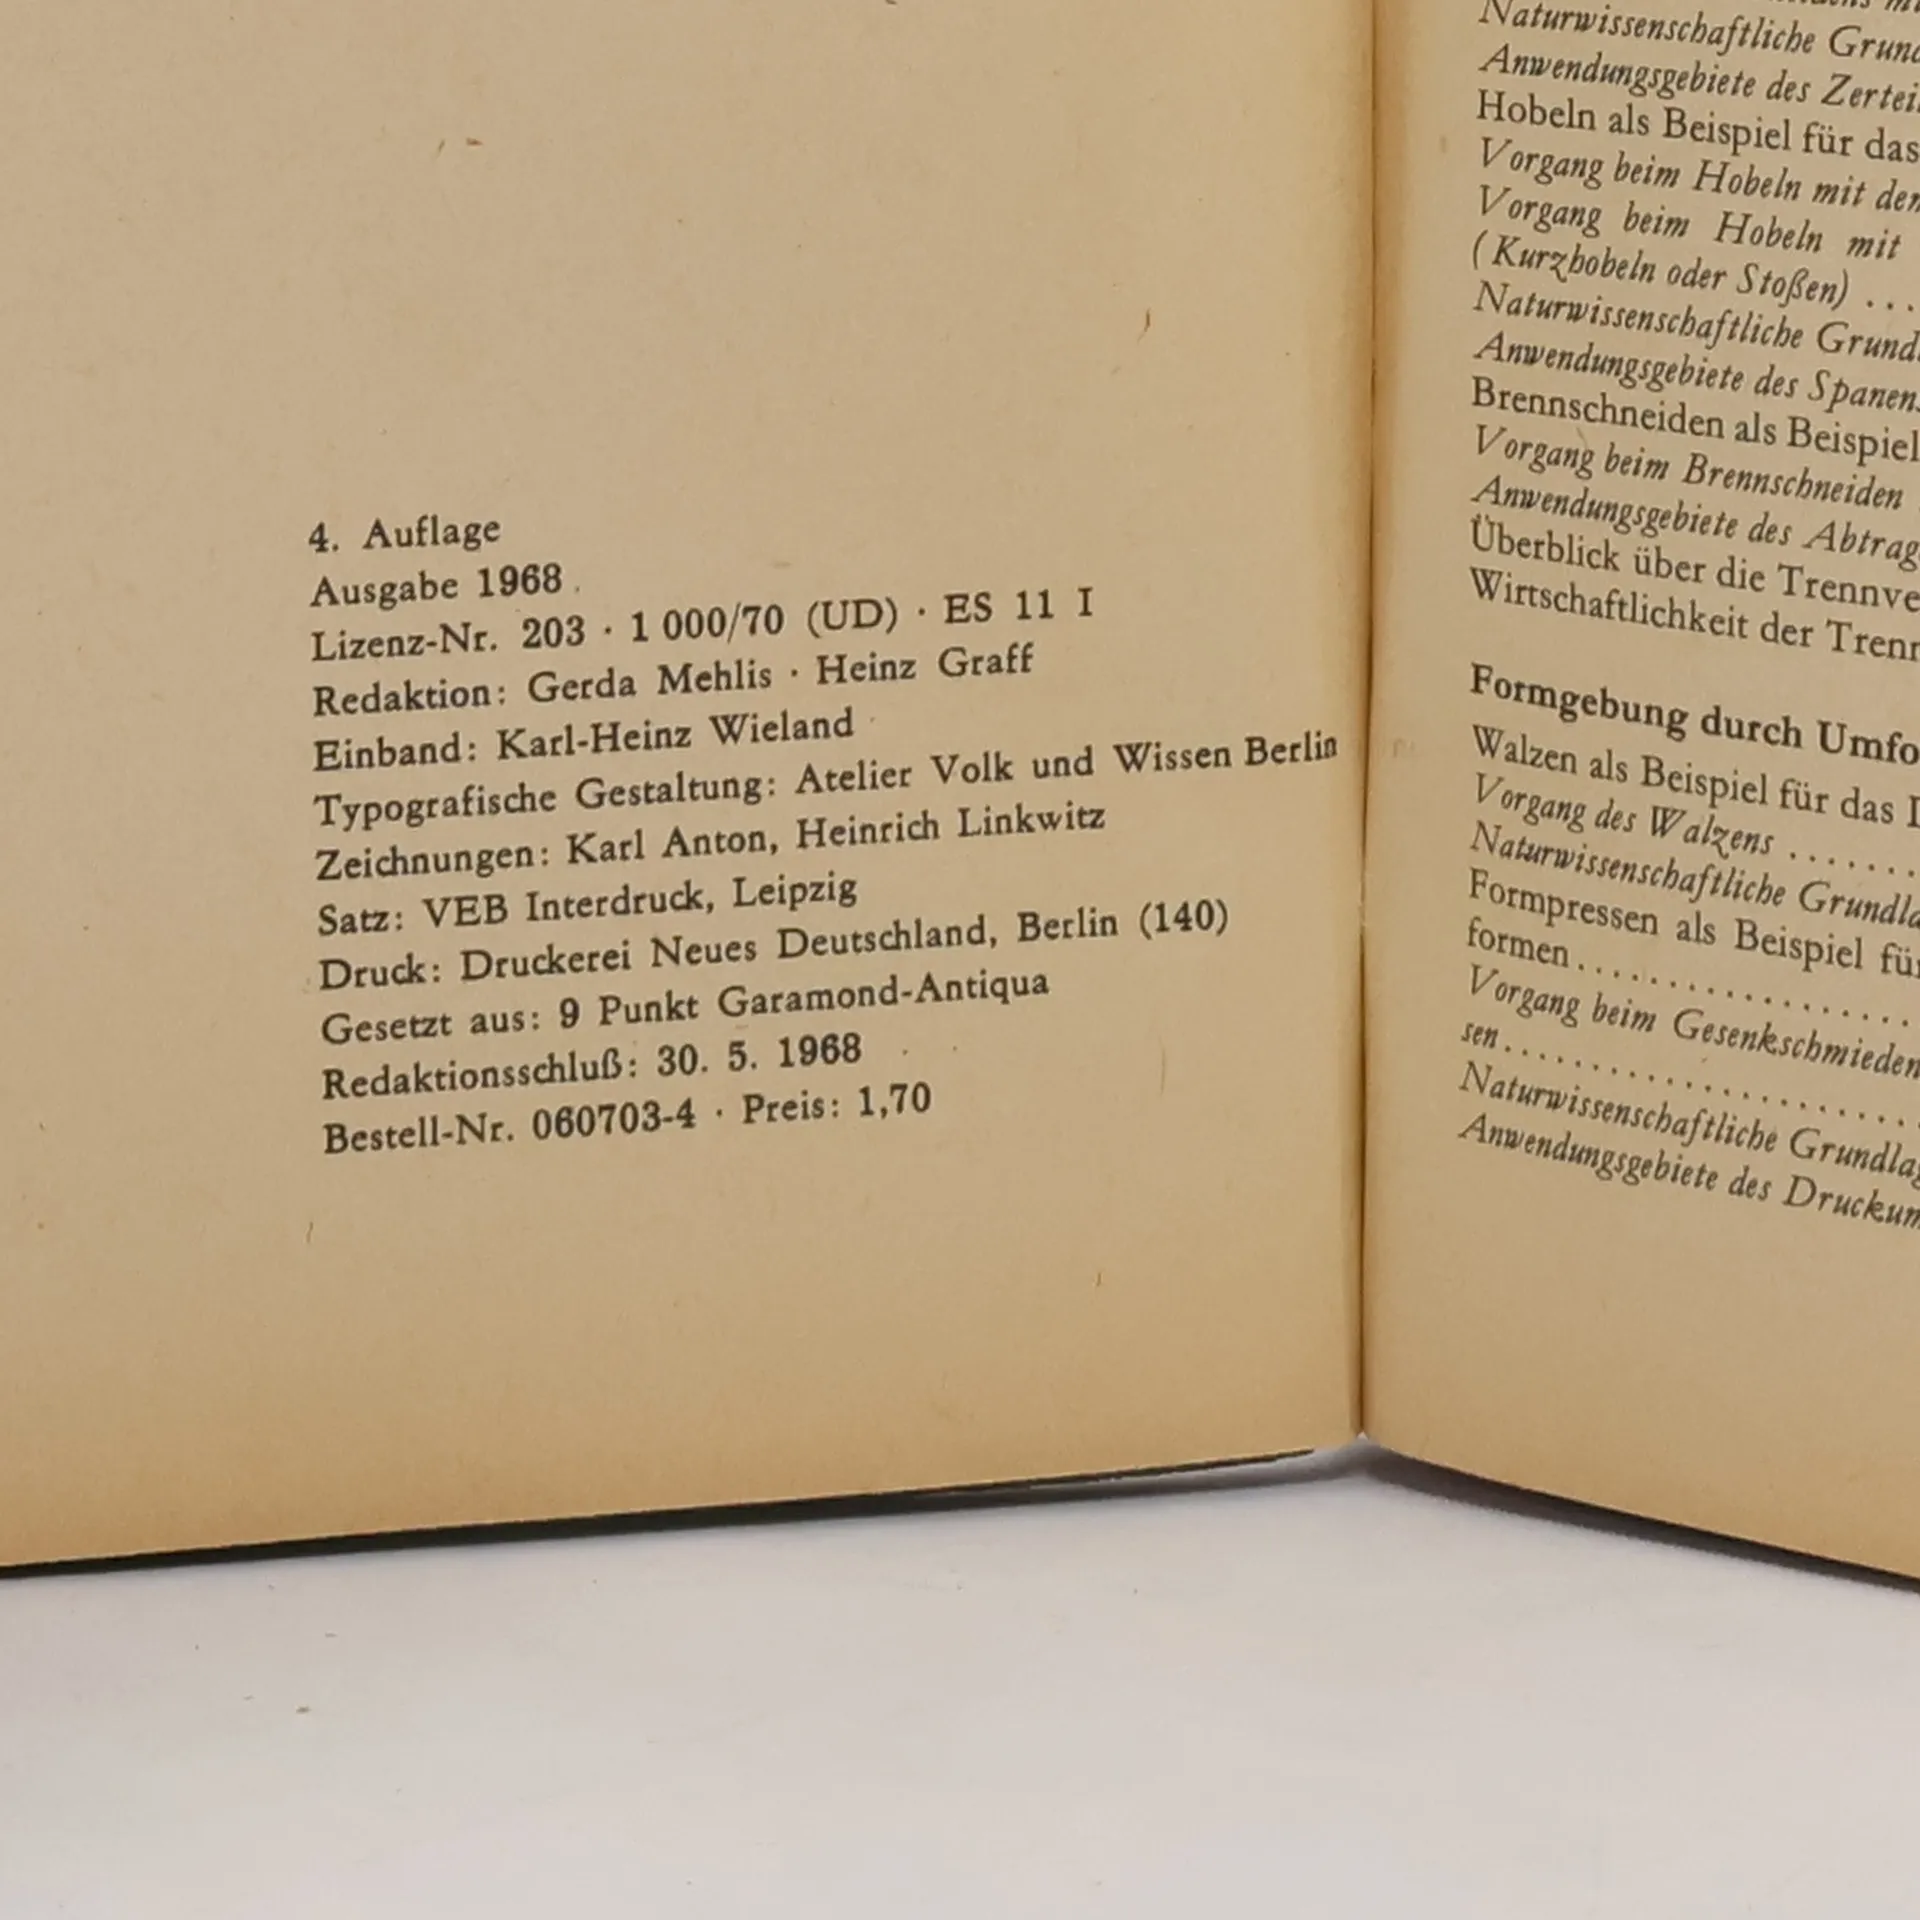 4. Auflage
Ausgabe 1968
Lizenz-Nr. 203 · 1 000/70 (UD) · ES 11 I
Redaktion: Gerda Mehlis · Heinz Graff
Einband: Karl-Heinz Wieland
Typografische Gestaltung: Atelier Volk und Wissen Berlin
Zeichnungen: Karl Anton, Heinrich Linkwitz
Satz: VEB Interdruck, Leipzig
Druck: Druckerei Neues Deutschland, Berlin (140)
Gesetzt aus: 9 Punkt Garamond-Antiqua
Redaktionsschluß: 30. 5. 1968
Bestell-Nr. 060703-4 · Preis: 1,70
Naturwissenschaftliche Grund
Anwendungsgebiete des Zertei
Hobeln als Beispiel für das
Vorgang beim Hobeln mit der
Vorgang beim Hobeln mit
(Kurzhobeln oder Stoßen) ...
Naturwissenschaftliche Grundl
Anwendungsgebiete des Spanens
Brennschneiden als Beispiel
Vorgang beim Brennschneiden
Anwendungsgebiete des Abtrag
Überblick über die Trennve
Wirtschaftlichkeit der Trenn
Formgebung durch Umfo
Walzen als Beispiel für das D
Vorgang des Walzens .......
Naturwissenschaftliche Grundla
Formpressen als Beispiel für
formen...............
Vorgang beim Gesenkschmieden
sen..................
Naturwissenschaftliche Grundlag
Anwendungsgebiete des Druckum